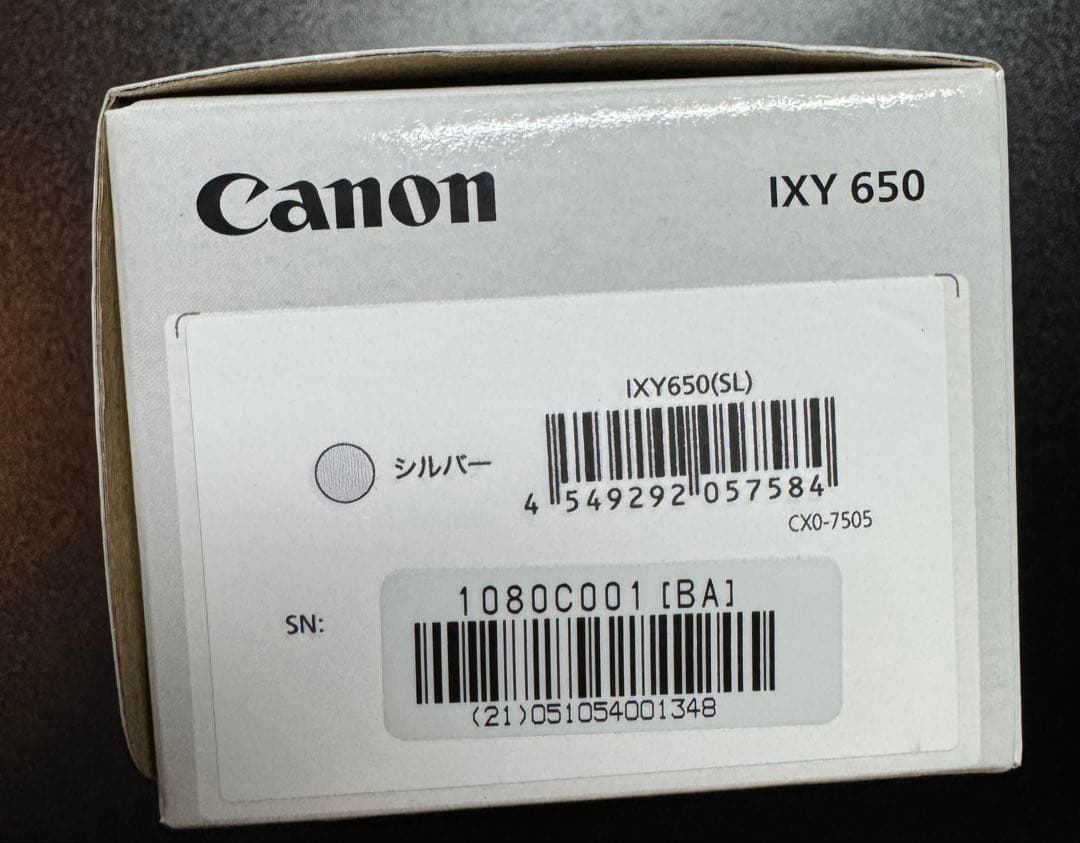 Canon
IXY 650
IXY650(SL)
シルバー
4 549292 057584
CX0-7505
1080C001 [BA]
SN:
(21)051054001348